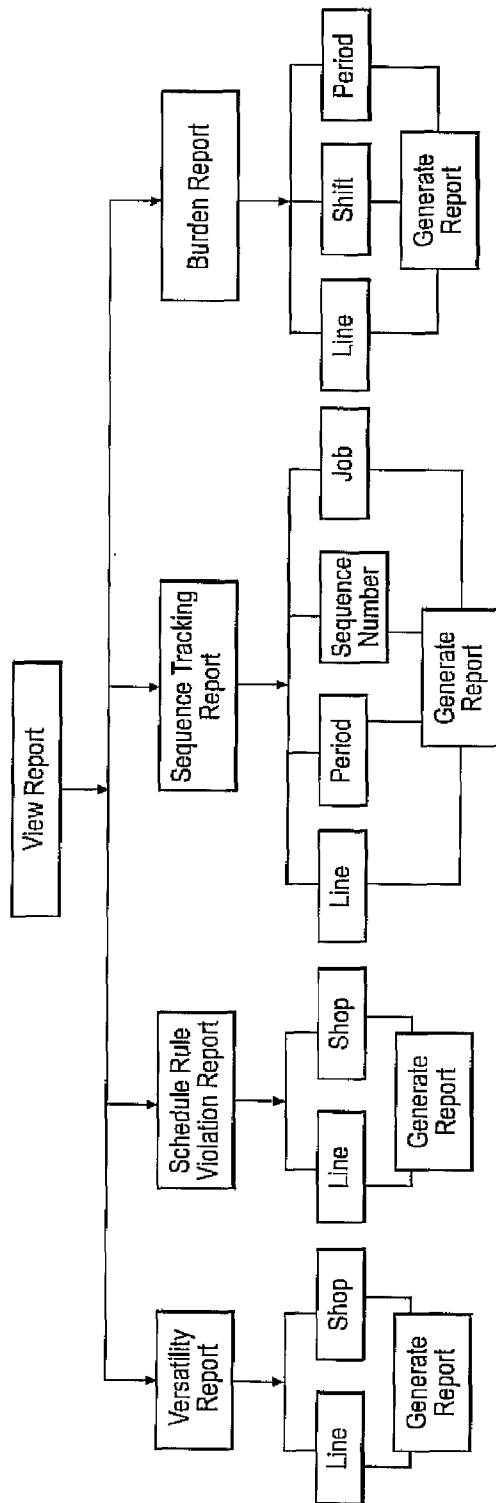 View Report
Versatility
Report
Schedule Rule
Violation Report
Sequence Tracking
Report
Burden Report
Line
Shop
Line
Shop
Line
Period
Sequence
Number
Job
Line
Shift
Period
Generate
Report
Generate
Report
Generate
Report
Generate
Report